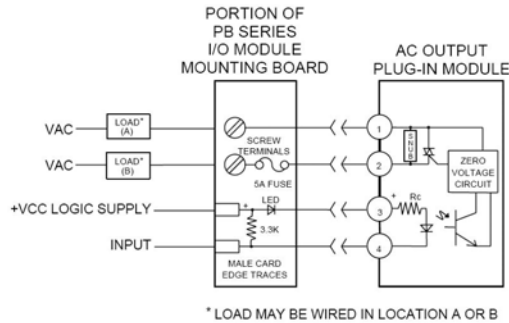 PORTION OF
PB SERIES
I/O MODULE
MOUNTING BOARD
AC OUTPUT
PLUG-IN MODULE
VAC
LOAD*
(A)
SCREW
TERMINALS
1
SNUB
VAC
LOAD*
(B)
5A FUSE
2
ZERO
VOLTAGE
CIRCUIT
+VCC LOGIC SUPPLY
+
LED
3
+
Rc
3.3K
INPUT
4
MALE CARD
EDGE TRACES
* LOAD MAY BE WIRED IN LOCATION A OR B